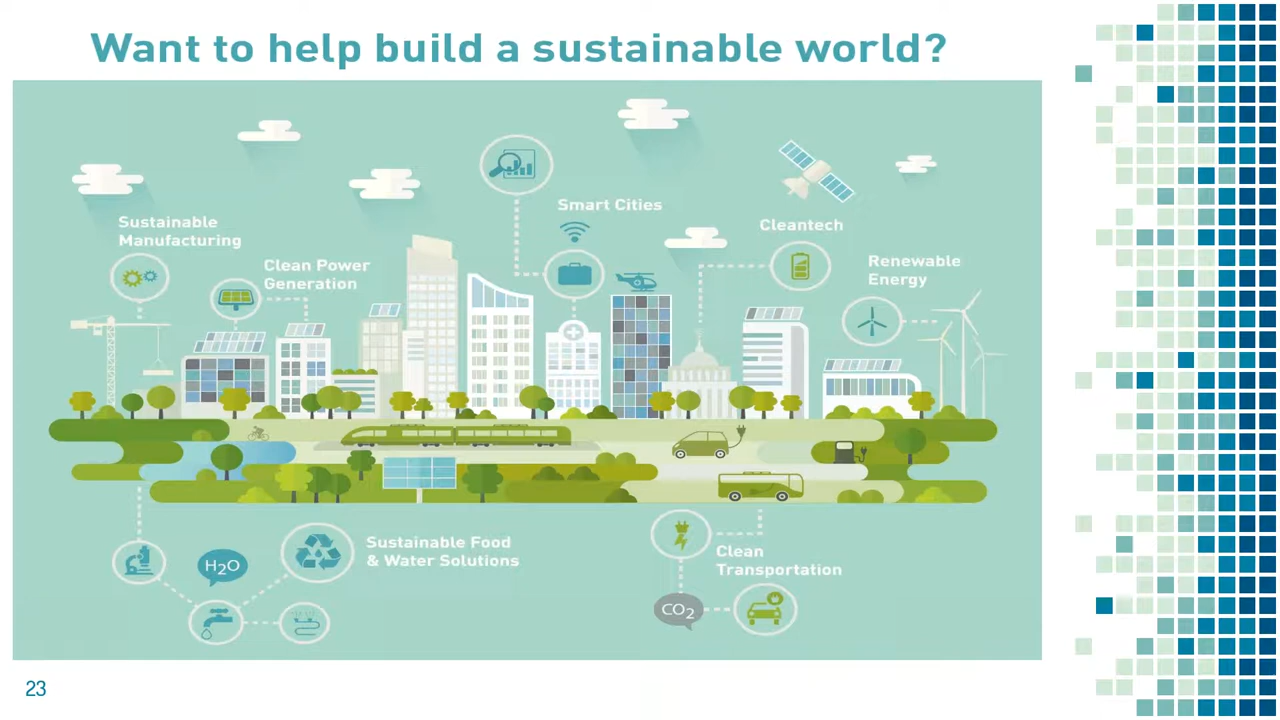 Want to help build a sustainable world?
Smart Cities
Sustainable
Manufacturing
Cleantech
Clean Power
Generation
Renewable
Energy
Sustainable Food
& Water Solutions
H₂O
Clean
Transportation
CO₂
23